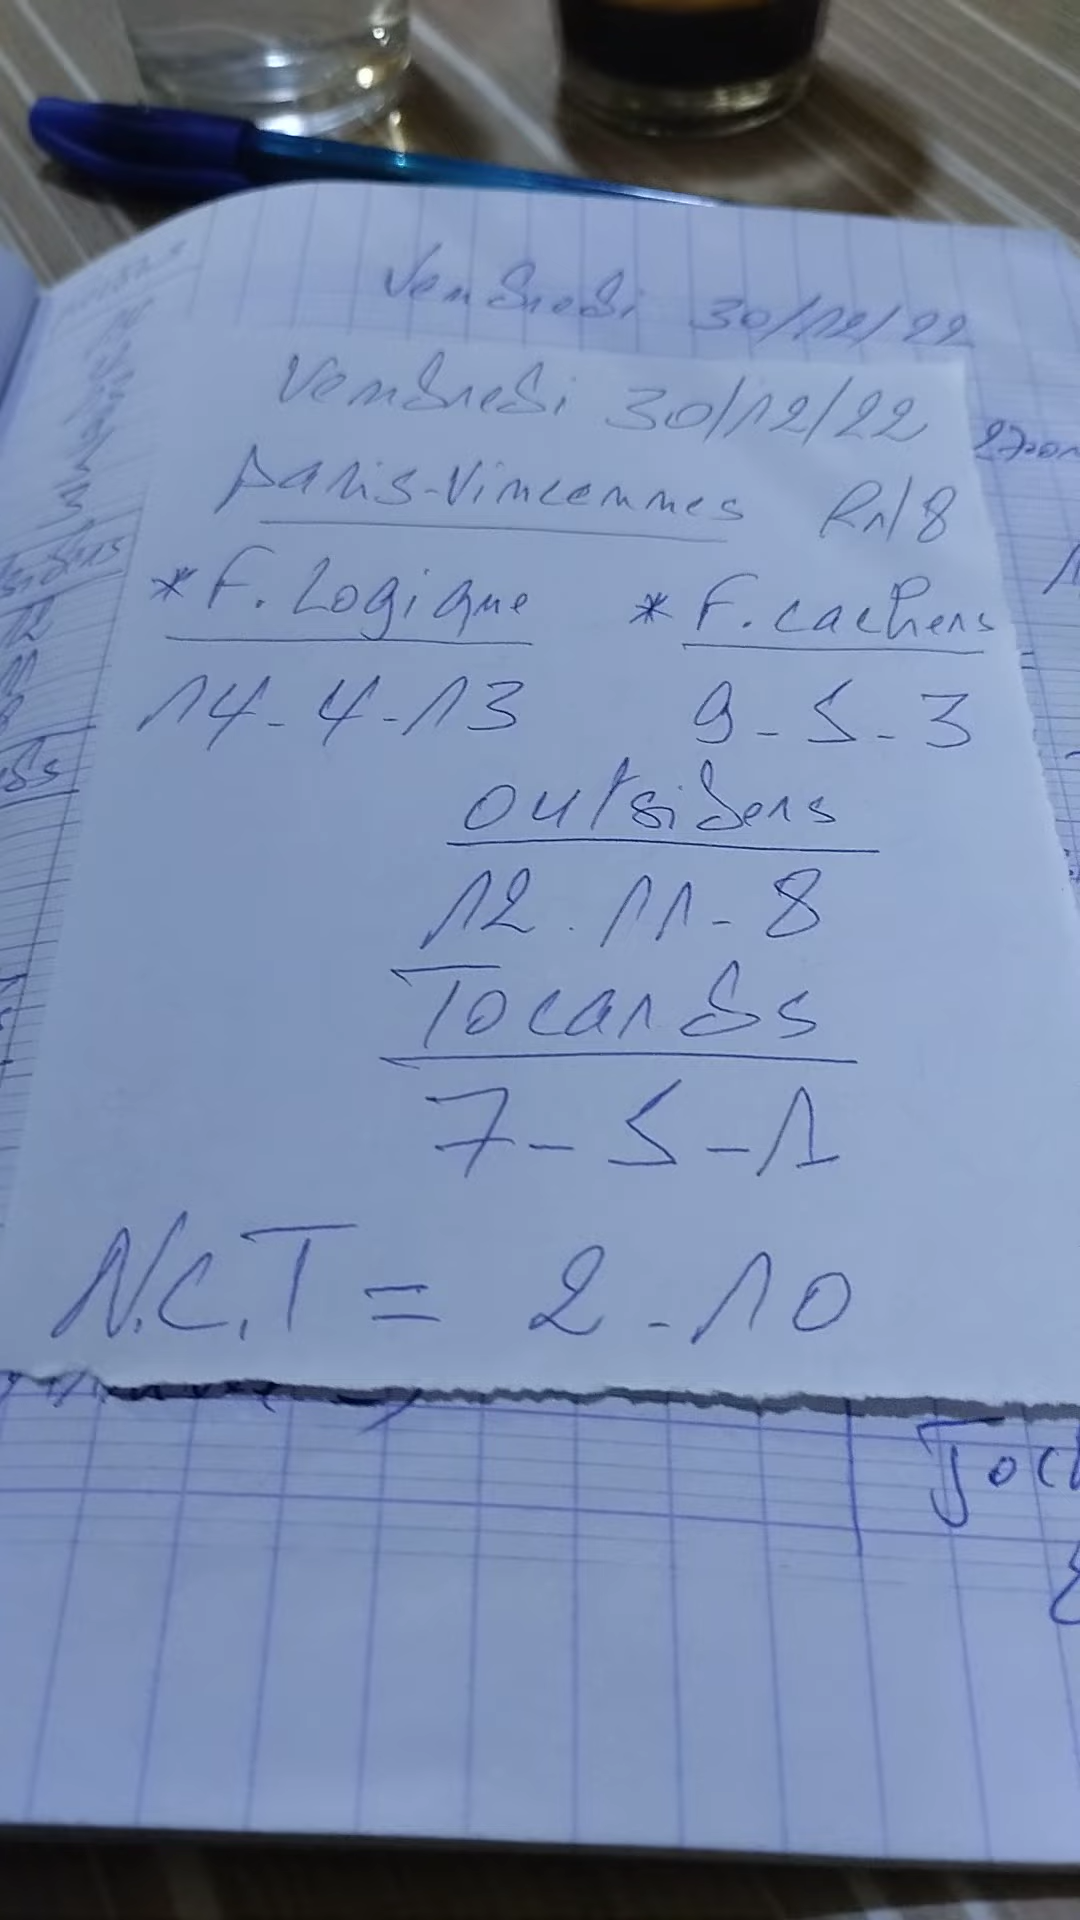 Vendredi 30/12/22
Vendredi 30/12/22
Paris-Vincennes R1/8
* F. Logique * F. cachers
14-4-13 9-5-3
outsiders
12.11-8
Tocards
7-5-1
N.C.T = 2-10